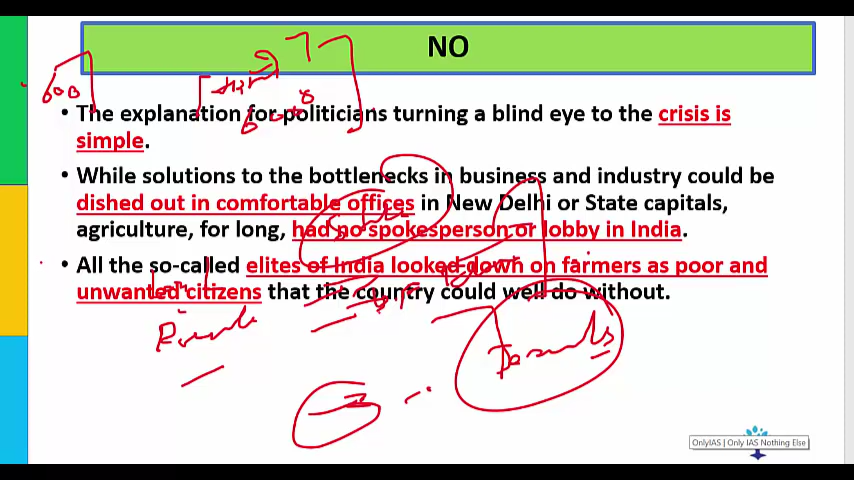 NO
• The explanation for politicians turning a blind eye to the crisis is
simple.
• While solutions to the bottlenecks in business and industry could be
dished out in comfortable offices in New Delhi or State capitals,
agriculture, for long, had no spokesperson or lobby in India.
• All the so-called elites of India looked down on farmers as poor and
unwanted citizens that the country could well do without.
OnlyIAS | Only IAS Nothing Else